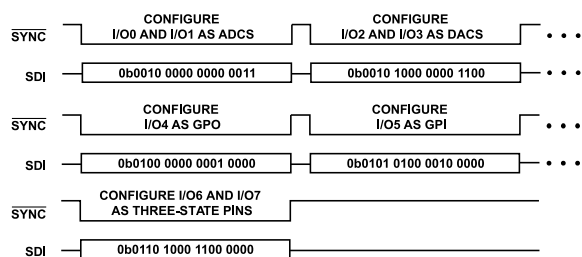 CONFIGURE CONFIGURE
SYNC I/O0 AND I/O1 AS ADCS I/O2 AND I/O3 AS DACS
SDI 0b0010 0000 0000 0011 0b0010 1000 0000 1100
CONFIGURE CONFIGURE
SYNC I/O4 AS GPO I/O5 AS GPI
SDI 0b0100 0000 0001 0000 0b0101 0100 0010 0000
CONFIGURE I/O6 AND I/O7
SYNC AS THREE-STATE PINS
SDI 0b0110 1000 1100 0000